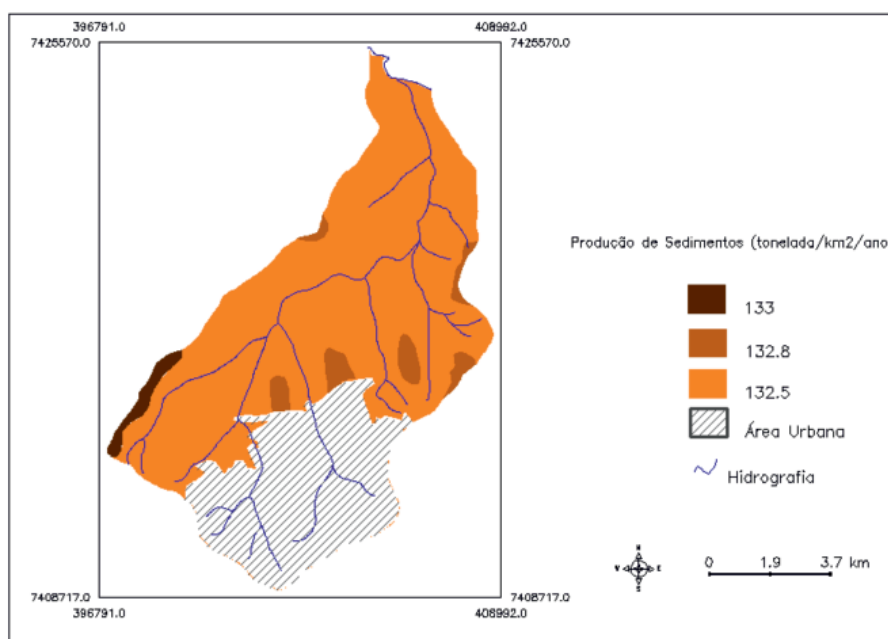 396791.0 408992.0
7425570.0 7425570.0
Produção de Sedimentos (tonelada/km2/ano
133
132.8
132.5
Área Urbana
Hidrografia
N
V E
S
0 1.9 3.7 km
7408717.0 7408717.0
396791.0 408992.0